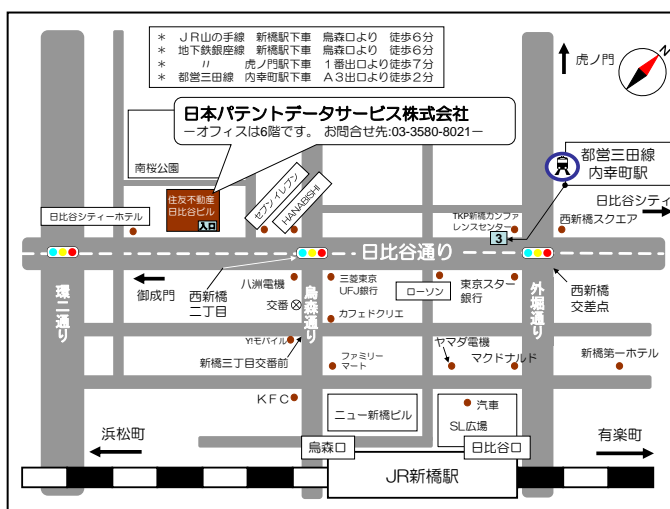 * ＪＲ山の手線 新橋駅下車 烏森口より 徒歩６分
* 地下鉄銀座線 新橋駅下車 烏森口より 徒歩６分
* 〃 虎ノ門駅下車 １番出口より徒歩７分
* 都営三田線 内幸町駅下車 Ａ３出口より徒歩２分
虎ノ門
N
日本パテントデータサービス株式会社
－オフィスは6階です。 お問合せ先:03-3580-8021－
都営三田線
内幸町駅
南桜公園
住友不動産
日比谷ビル
入口
セブンイレブン
HANABISHI
日比谷シティーホテル
TKP新橋カンファ
レンスセンター
3
日比谷シティ
西新橋スクエア
日比谷通り
環二通り
御成門
西新橋
二丁目
八洲電機
交番
烏森通り
三菱東京
UFJ銀行
カフェドクリエ
ローソン
東京スター
銀行
外堀通り
西新橋
交差点
Y!モバイル
新橋三丁目交番前
ファミリー
マート
ヤマダ電機
マクドナルド
新橋第一ホテル
ＫＦＣ
ニュー新橋ビル
汽車
SL広場
浜松町
烏森口
日比谷口
有楽町
JR新橋駅